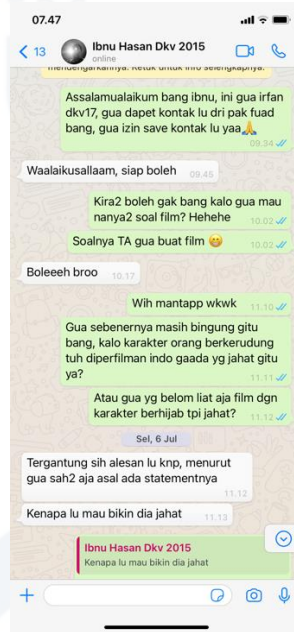 07.47
13
Ibnu Hasan Dkv 2015
online
mendengarkannya. Ketuk untuk info selengkapnya.
Assalamualaikum bang ibnu, ini gua irfan
dkv17, gua dapet kontak lu dri pak fuad
bang, gua izin save kontak lu yaa🙏
09.34
Waalaikusallaam, siap boleh
09.45
Kira2 boleh gak bang kalo gua mau
nanya2 soal film? Hehehe
10.02
Soalnya TA gua buat film 😁
10.02
Boleeeh broo
10.17
Wih mantapp wkwk
11.10
Gua sebenernya masih bingung gitu
bang, kalo karakter orang berkerudung
tuh diperfilman indo gaada yg jahat gitu
ya?
11.11
Atau gua yg belom liat aja film dgn
karakter berhijab tpi jahat?
11.12
Sel, 6 Jul
Tergantung sih alesan lu knp, menurut
gua sah2 aja asal ada statementnya
11.12
Kenapa lu mau bikin dia jahat
11.13
Ibnu Hasan Dkv 2015
Kenapa lu mau bikin dia jahat